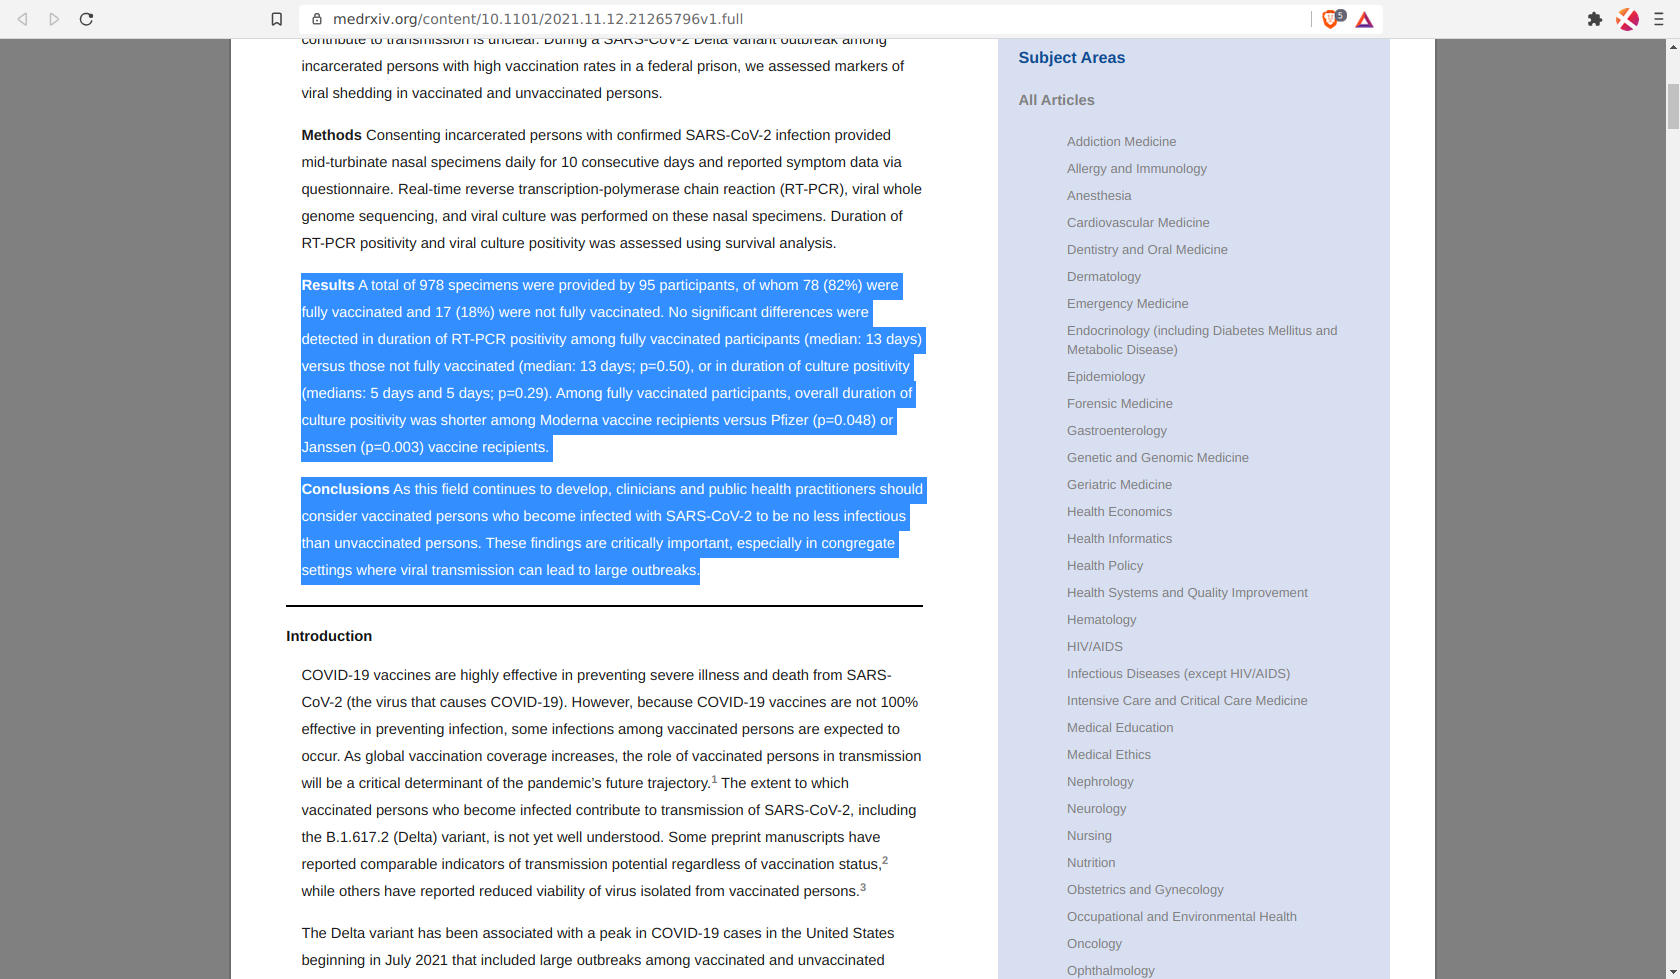 medrxiv.org/content/10.1101/2021.11.12.21265796v1.full
5
contribute to transmission is unclear. During a SARS-CoV-2 Delta variant outbreak among
incarcerated persons with high vaccination rates in a federal prison, we assessed markers of
viral shedding in vaccinated and unvaccinated persons.
Methods Consenting incarcerated persons with confirmed SARS-CoV-2 infection provided
mid-turbinate nasal specimens daily for 10 consecutive days and reported symptom data via
questionnaire. Real-time reverse transcription-polymerase chain reaction (RT-PCR), viral whole
genome sequencing, and viral culture was performed on these nasal specimens. Duration of
RT-PCR positivity and viral culture positivity was assessed using survival analysis.
Results A total of 978 specimens were provided by 95 participants, of whom 78 (82%) were
fully vaccinated and 17 (18%) were not fully vaccinated. No significant differences were
detected in duration of RT-PCR positivity among fully vaccinated participants (median: 13 days)
versus those not fully vaccinated (median: 13 days; p=0.50), or in duration of culture positivity
(medians: 5 days and 5 days; p=0.29). Among fully vaccinated participants, overall duration of
culture positivity was shorter among Moderna vaccine recipients versus Pfizer (p=0.048) or
Janssen (p=0.003) vaccine recipients.
Conclusions As this field continues to develop, clinicians and public health practitioners should
consider vaccinated persons who become infected with SARS-CoV-2 to be no less infectious
than unvaccinated persons. These findings are critically important, especially in congregate
settings where viral transmission can lead to large outbreaks.
Introduction
COVID-19 vaccines are highly effective in preventing severe illness and death from SARS-
CoV-2 (the virus that causes COVID-19). However, because COVID-19 vaccines are not 100%
effective in preventing infection, some infections among vaccinated persons are expected to
occur. As global vaccination coverage increases, the role of vaccinated persons in transmission
will be a critical determinant of the pandemic’s future trajectory.1 The extent to which
vaccinated persons who become infected contribute to transmission of SARS-CoV-2, including
the B.1.617.2 (Delta) variant, is not yet well understood. Some preprint manuscripts have
reported comparable indicators of transmission potential regardless of vaccination status,2
while others have reported reduced viability of virus isolated from vaccinated persons.3
The Delta variant has been associated with a peak in COVID-19 cases in the United States
beginning in July 2021 that included large outbreaks among vaccinated and unvaccinated
Subject Areas
All Articles
Addiction Medicine
Allergy and Immunology
Anesthesia
Cardiovascular Medicine
Dentistry and Oral Medicine
Dermatology
Emergency Medicine
Endocrinology (including Diabetes Mellitus and
Metabolic Disease)
Epidemiology
Forensic Medicine
Gastroenterology
Genetic and Genomic Medicine
Geriatric Medicine
Health Economics
Health Informatics
Health Policy
Health Systems and Quality Improvement
Hematology
HIV/AIDS
Infectious Diseases (except HIV/AIDS)
Intensive Care and Critical Care Medicine
Medical Education
Medical Ethics
Nephrology
Neurology
Nursing
Nutrition
Obstetrics and Gynecology
Occupational and Environmental Health
Oncology
Ophthalmology